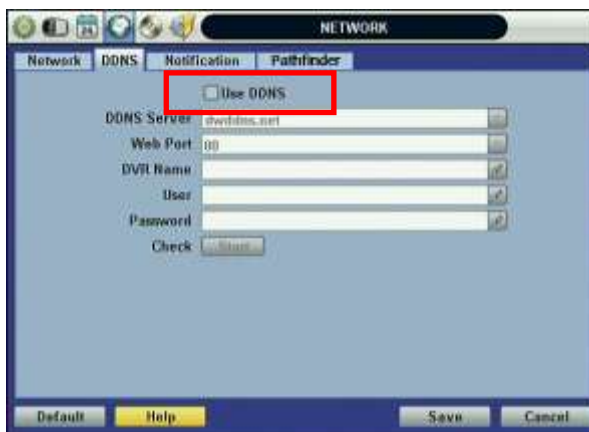 24 NETWORK
Network DDNS Notification Pathfinder
Use DDNS
DDNS Server dwddns.net
Web Port 80
DVR Name
User
Password
Check Start
Default Help Save Cancel